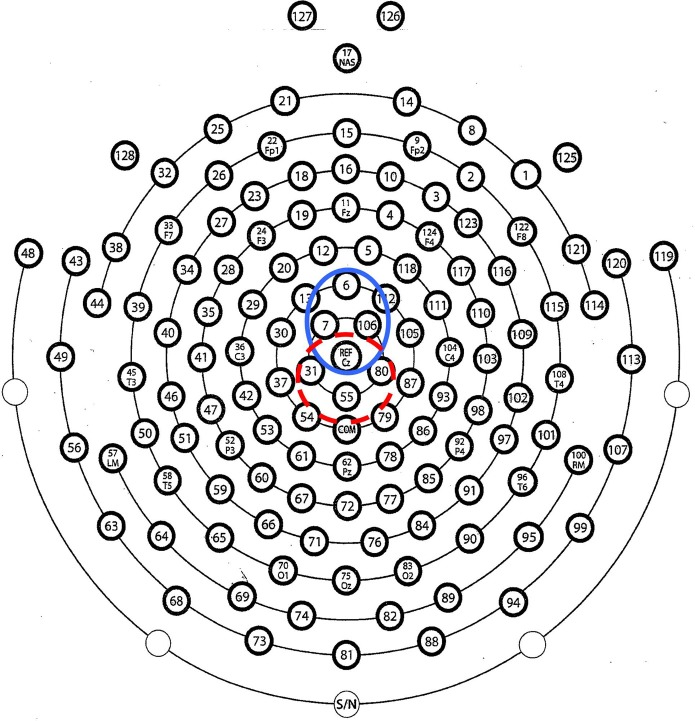 127 126
17
NAS
21 14
25 15 8
22
Fp1
9
Fp2
128 125
32 26 18 16 10 2 1
23 3
27 19 11
Fz
4 123
33
F7
24
F3
124
F4
122
F8
38 12 5 121
48 43 34 28 20 118 117 116 120 119
44 39 35 29 13 6 112 111 110 115 114
40 30 7 106 105 109
49 41 36
C3
REF
Cz
104
C4
103 113
45
T3
46 42 37 31 80 87 93 102 108
T4
55
47 54 79 98
COM
50 51 53 86 97 101
56 57
LM
52
P3
61 62
Pz
78 92
P4
100
RM
107
58
T5
60 85 96
T6
59 67 72 77 91
63 64 65 66 71 76 84 90 95 99
70
O1
75
Oz
83
O2
68 69 89 94
74 82
73 81 88
S/N